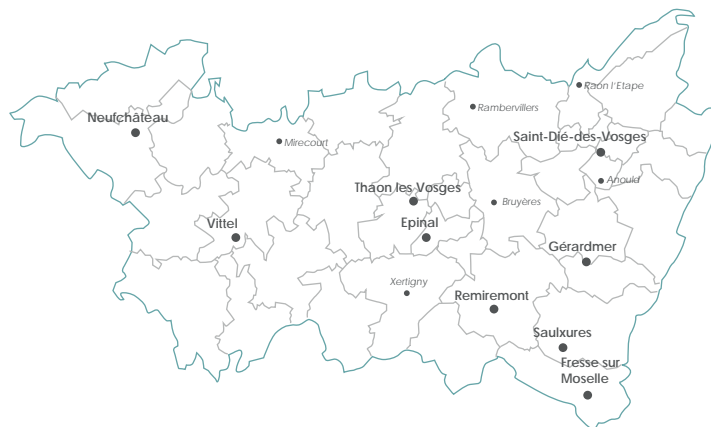 Raon l'Etape
Rambervillers
Neufchâteau
Saint-Dié-des-Vosges
Mirecourt
Anould
Thaon les Vosges
Bruyères
Vittel
Epinal
Gérardmer
Xertigny
Remiremont
Saulxures
Fresse sur
Moselle